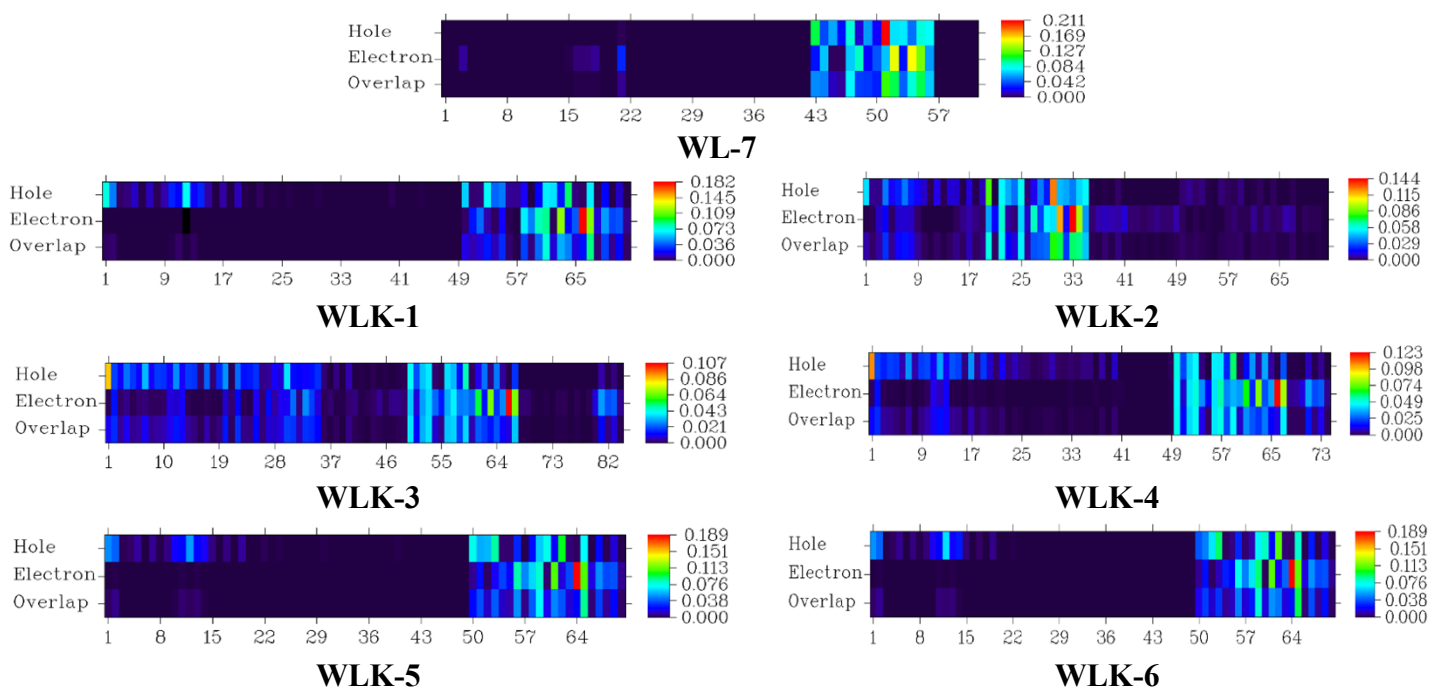 Hole
Electron
Overlap
0.211
0.169
0.127
0.084
0.042
0.000
1 8 15 22 29 36 43 50 57
WL-7
Hole
Electron
Overlap
0.182
0.145
0.109
0.073
0.036
0.000
1 9 17 25 33 41 49 57 65
WLK-1
Hole
Electron
Overlap
0.144
0.115
0.086
0.058
0.029
0.000
1 9 17 25 33 41 49 57 65
WLK-2
Hole
Electron
Overlap
0.107
0.086
0.064
0.043
0.021
0.000
1 10 19 28 37 46 55 64 73 82
WLK-3
Hole
Electron
Overlap
0.123
0.098
0.074
0.049
0.025
0.000
1 9 17 25 33 41 49 57 65 73
WLK-4
Hole
Electron
Overlap
0.189
0.151
0.113
0.076
0.038
0.000
1 8 15 22 29 36 43 50 57 64
WLK-5
Hole
Electron
Overlap
0.189
0.151
0.113
0.076
0.038
0.000
1 8 15 22 29 36 43 50 57 64
WLK-6